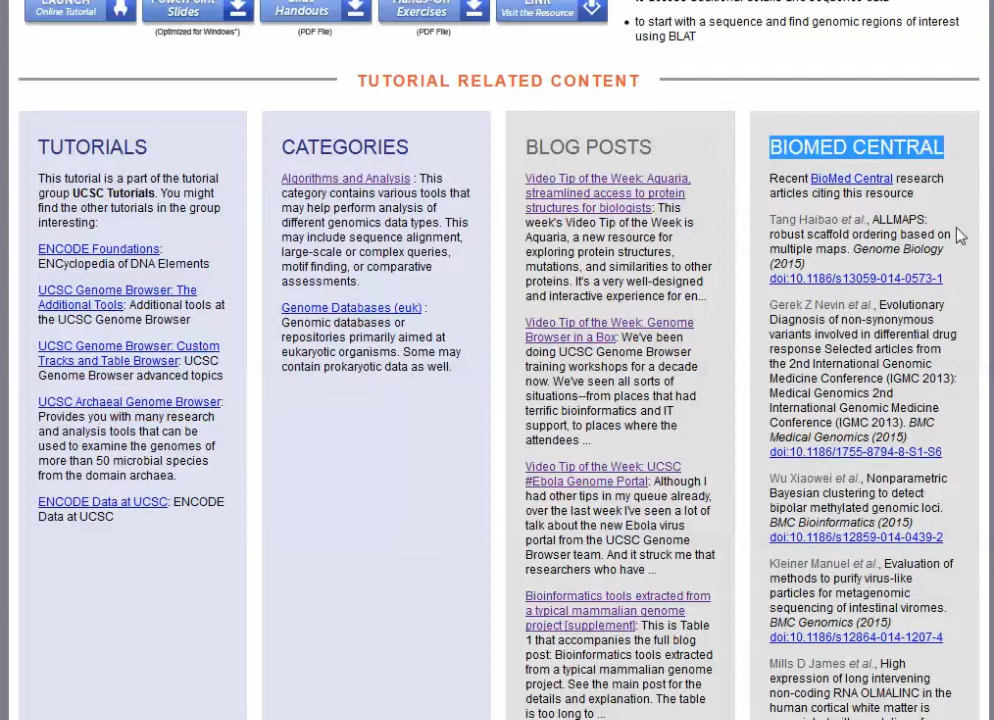 LAUNCH
Online Tutorial
PowerPoint
Slides
(Optimized for Windows*)
Slide
Handouts
(PDF File)
Hands-On
Exercises
(PDF File)
LINK
Visit the Resource
to start with a sequence and find genomic regions of interest
using BLAT
TUTORIAL RELATED CONTENT
TUTORIALS
This tutorial is a part of the tutorial
group UCSC Tutorials. You might
find the other tutorials in the group
interesting:
ENCODE Foundations:
ENCyclopedia of DNA Elements
UCSC Genome Browser: The
Additional Tools: Additional tools at
the UCSC Genome Browser
UCSC Genome Browser: Custom
Tracks and Table Browser: UCSC
Genome Browser advanced topics
UCSC Archaeal Genome Browser:
Provides you with many research
and analysis tools that can be
used to examine the genomes of
more than 50 microbial species
from the domain archaea.
ENCODE Data at UCSC: ENCODE
Data at UCSC
CATEGORIES
Algorithms and Analysis : This
category contains various tools that
may help perform analysis of
different genomics data types. This
may include sequence alignment,
large-scale or complex queries,
motif finding, or comparative
assessments.
Genome Databases (euk) :
Genomic databases or
repositories primarily aimed at
eukaryotic organisms. Some may
contain prokaryotic data as well.
BLOG POSTS
Video Tip of the Week: Aquaria,
streamlined access to protein
structures for biologists: This
week's Video Tip of the Week is
Aquaria, a new resource for
exploring protein structures,
mutations, and similarities to other
proteins. It's a very well-designed
and interactive experience for en...
Video Tip of the Week: Genome
Browser in a Box: We've been
doing UCSC Genome Browser
training workshops for a decade
now. We've seen all sorts of
situations--from places that had
terrific bioinformatics and IT
support, to places where the
attendees ...
Video Tip of the Week: UCSC
#Ebola Genome Portal: Although I
had other tips in my queue already,
over the last week I've seen a lot of
talk about the new Ebola virus
portal from the UCSC Genome
Browser team. And it struck me that
researchers who have ...
Bioinformatics tools extracted from
a typical mammalian genome
project [supplement]: This is Table
1 that accompanies the full blog
post: Bioinformatics tools extracted
from a typical mammalian genome
project. See the main post for the
details and explanation. The table
is too long to ...
BIOMED CENTRAL
Recent BioMed Central research
articles citing this resource
Tang Haibao et al., ALLMAPS:
robust scaffold ordering based on
multiple maps. Genome Biology
(2015)
doi:10.1186/s13059-014-0573-1
Gerek Z Nevin et al., Evolutionary
Diagnosis of non-synonymous
variants involved in differential drug
response Selected articles from
the 2nd International Genomic
Medicine Conference (IGMC 2013):
Medical Genomics 2nd
International Genomic Medicine
Conference (IGMC 2013). BMC
Medical Genomics (2015)
doi:10.1186/1755-8794-8-S1-S6
Wu Xiaowei et al., Nonparametric
Bayesian clustering to detect
bipolar methylated genomic loci.
BMC Bioinformatics (2015)
doi:10.1186/s12859-014-0439-2
Kleiner Manuel et al., Evaluation of
methods to purify virus-like
particles for metagenomic
sequencing of intestinal viromes.
BMC Genomics (2015)
doi:10.1186/s12864-014-1207-4
Mills D James et al., High
expression of long intervening
non-coding RNA OLMALINC in the
human cortical white matter is